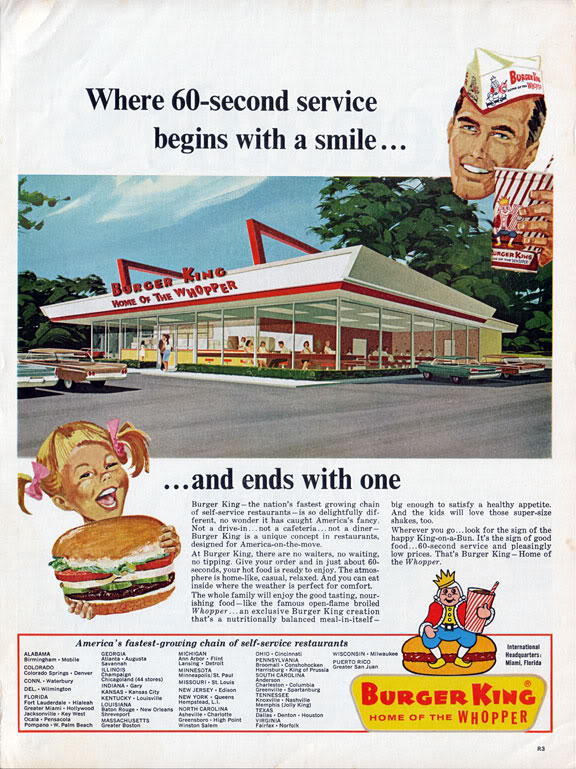 Where 60-second service
begins with a smile...
BURGER KING
HOME OF THE WHOPPER
BURGER KING
HOME OF THE WHOPPER
BURGER KING
HOME OF THE WHOPPER
...and ends with one
Burger King—the nation's fastest growing chain
of self-service restaurants—is so delightfully dif-
ferent, no wonder it has caught America's fancy.
Not a drive-in...not a cafeteria...not a diner—
Burger King is a unique concept in restaurants,
designed for America-on-the-move.
At Burger King, there are no waiters, no waiting,
no tipping. Give your order and in just about 60-
seconds, your hot food is ready to enjoy. The atmos-
phere is home-like, casual, relaxed. And you can eat
inside where the weather is perfect for comfort.
The whole family will enjoy the good tasting, nour-
ishing food—like the famous open-flame broiled
Whopper...an exclusive Burger King creation
that's a nutritionally balanced meal-in-itself—
big enough to satisfy a healthy appetite.
And the kids will love those super-size
shakes, too.
Wherever you go...look for the sign of the
happy King-on-a-Bun. It's the sign of good
food...60-second service and pleasingly
low prices. That's Burger King—Home of
the Whopper.
America's fastest-growing chain of self-service restaurants
ALABAMA
Birmingham • Mobile
COLORADO
Colorado Springs • Denver
CONN. • Waterbury
DEL. • Wilmington
FLORIDA
Fort Lauderdale • Hialeah
Greater Miami • Hollywood
Jacksonville • Key West
Ocala • Pensacola
Pompano • W. Palm Beach
GEORGIA
Atlanta • Augusta
Savannah
ILLINOIS
Champaign
Chicagoland (44 stores)
INDIANA • Gary
KANSAS • Kansas City
KENTUCKY • Louisville
LOUISIANA
Baton Rouge • New Orleans
Shreveport
MASSACHUSETTS
Greater Boston
MICHIGAN
Ann Arbor • Flint
Lansing • Detroit
MINNESOTA
Minneapolis/St. Paul
MISSOURI • St. Louis
NEW JERSEY • Edison
NEW YORK • Queens
Hempstead, L.I.
NORTH CAROLINA
Asheville • Charlotte
Greensboro • High Point
Winston Salem
OHIO • Cincinnati
PENNSYLVANIA
Broomall • Conshohocken
Harrisburg • King of Prussia
SOUTH CAROLINA
Anderson
Charleston • Columbia
Greenville • Spartanburg
TENNESSEE
Knoxville • Nashville
Memphis (Jolly King)
TEXAS
Dallas • Denton • Houston
VIRGINIA
Fairfax • Norfolk
WISCONSIN • Milwaukee
PUERTO RICO
Greater San Juan
International
Headquarters:
Miami, Florida
BURGER KING
HOME OF THE WHOPPER
R3